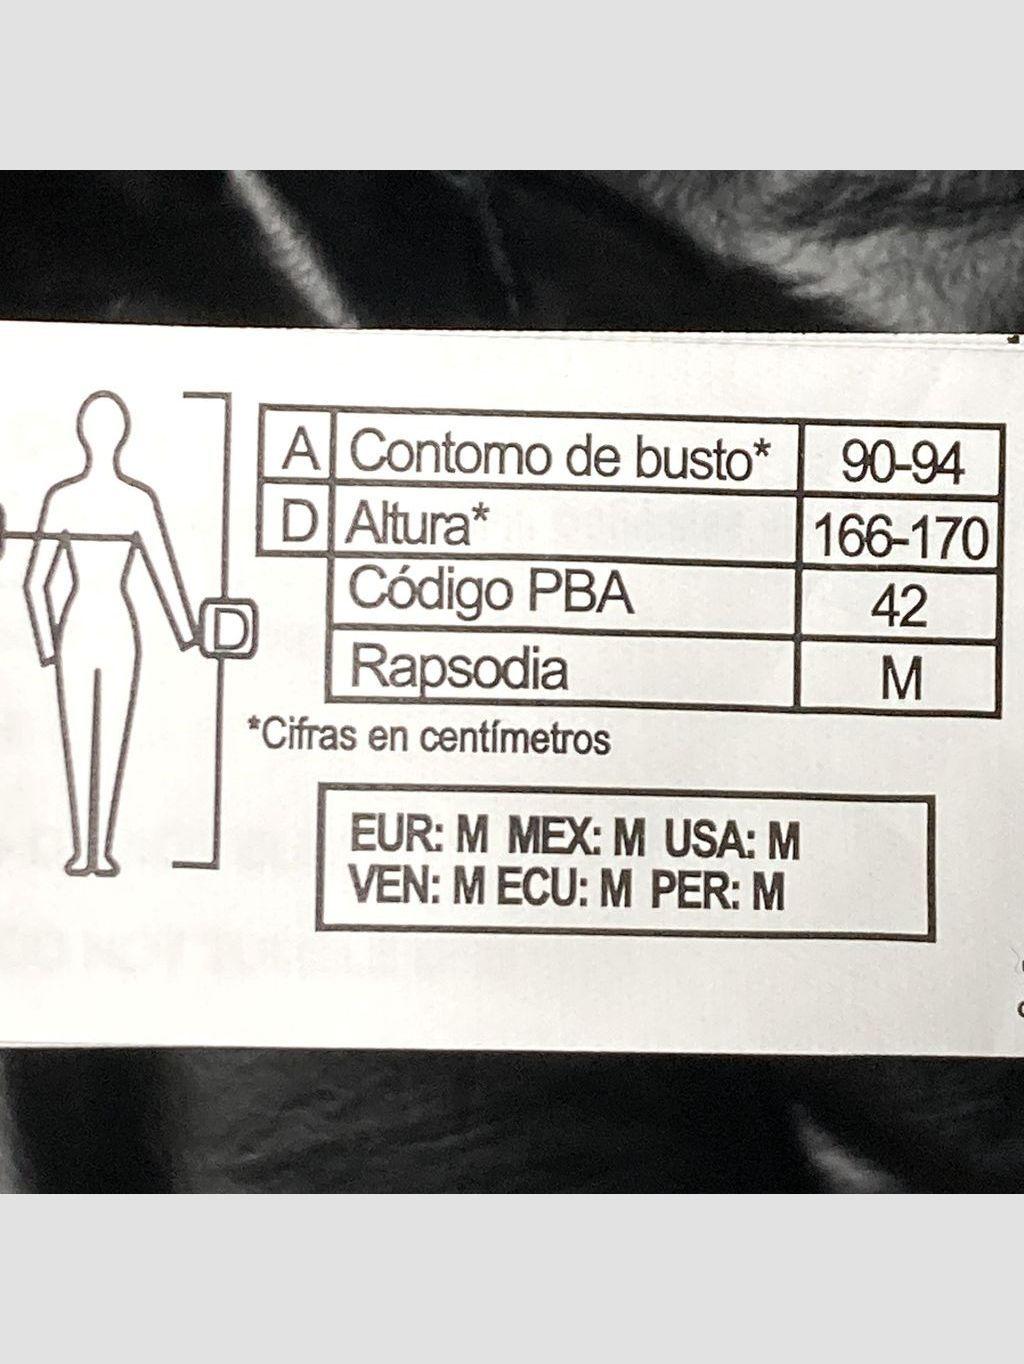 A Contorno de busto* 90-94
D Altura* 166-170
Código PBA 42
Rapsodia M
D
*Cifras en centímetros
EUR: M MEX: M USA: M
VEN: M ECU: M PER: M